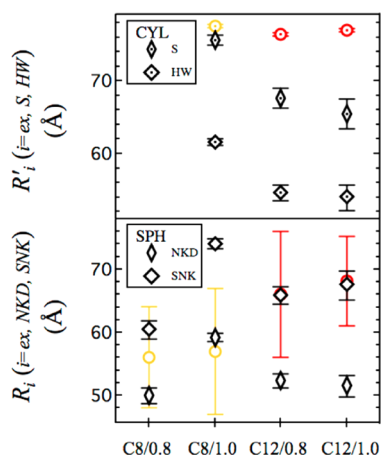 R'i (i=ex, S, HW)
(Å)
70
60
CYL
S
HW
Ri (i=ex, NKD, SNK)
(Å)
70
60
50
SPH
NKD
SNK
C8/0.8 C8/1.0 C12/0.8 C12/1.0